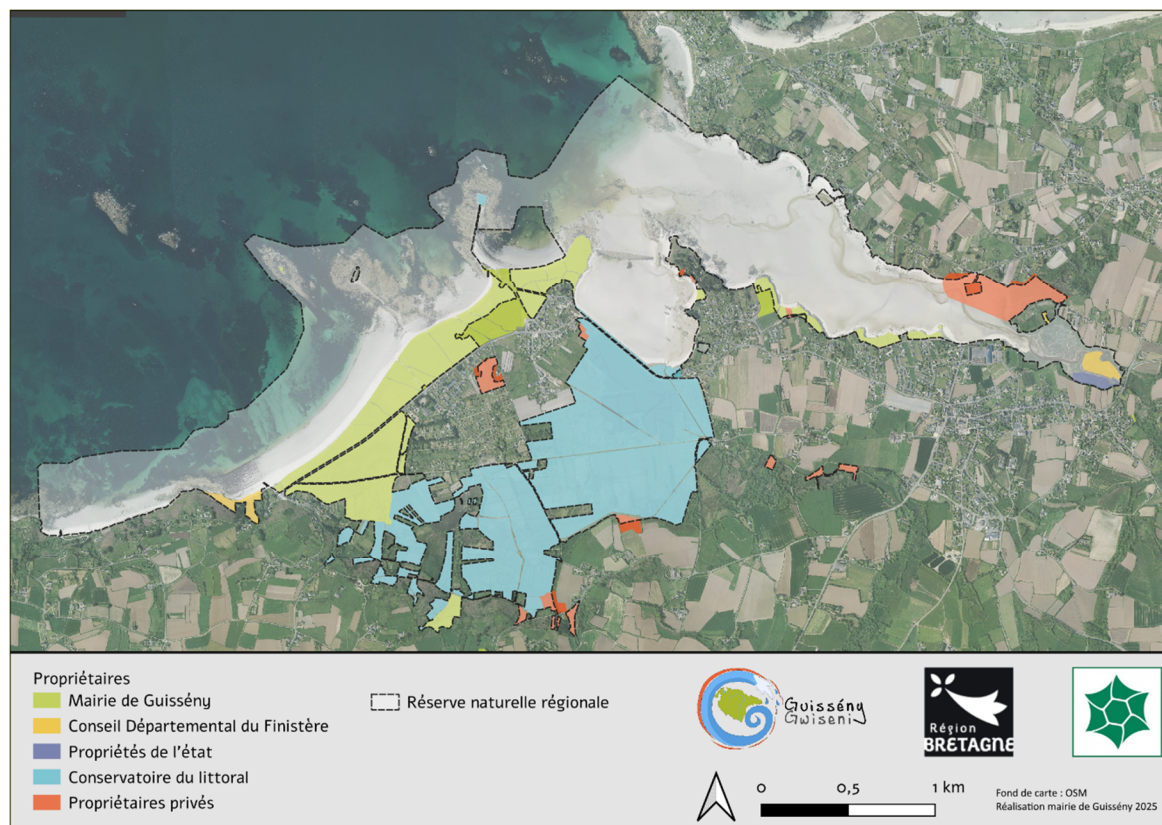 Propriétaires
Mairie de Guissény
Conseil Départemental du Finistère
Propriétés de l'état
Conservatoire du littoral
Propriétaires privés
Réserve naturelle régionale
Guissény
Gwiseni
Région
BRETAGNE
0 0,5 1 km
Fond de carte : OSM
Réalisation mairie de Guissény 2025